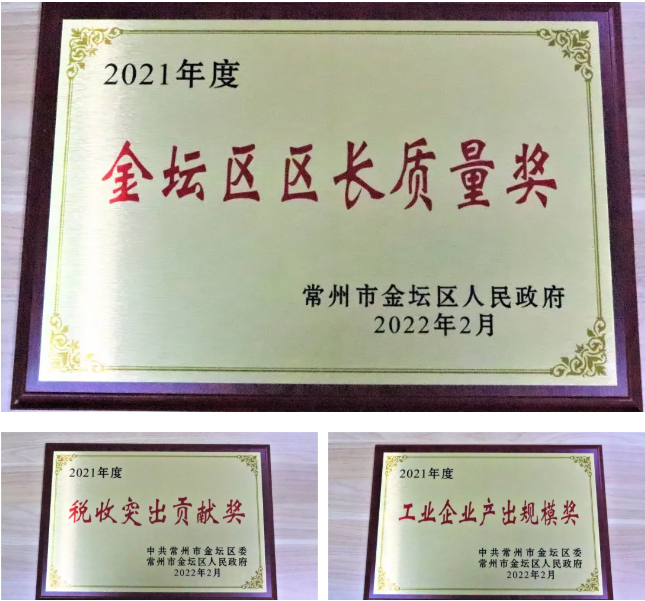 2021年度
金坛区区长质量奖
常州市金坛区人民政府
2022年2月
2021年度
税收突出贡献奖
中共常州市金坛区委
常州市金坛区人民政府
2022年2月
2021年度
工业企业产出规模奖
中共常州市金坛区委
常州市金坛区人民政府
2022年2月